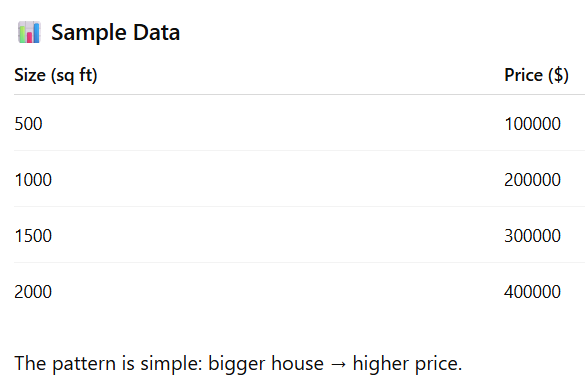 Sample Data
Size (sq ft) Price ($)
500 100000
1000 200000
1500 300000
2000 400000
The pattern is simple: bigger house → higher price.